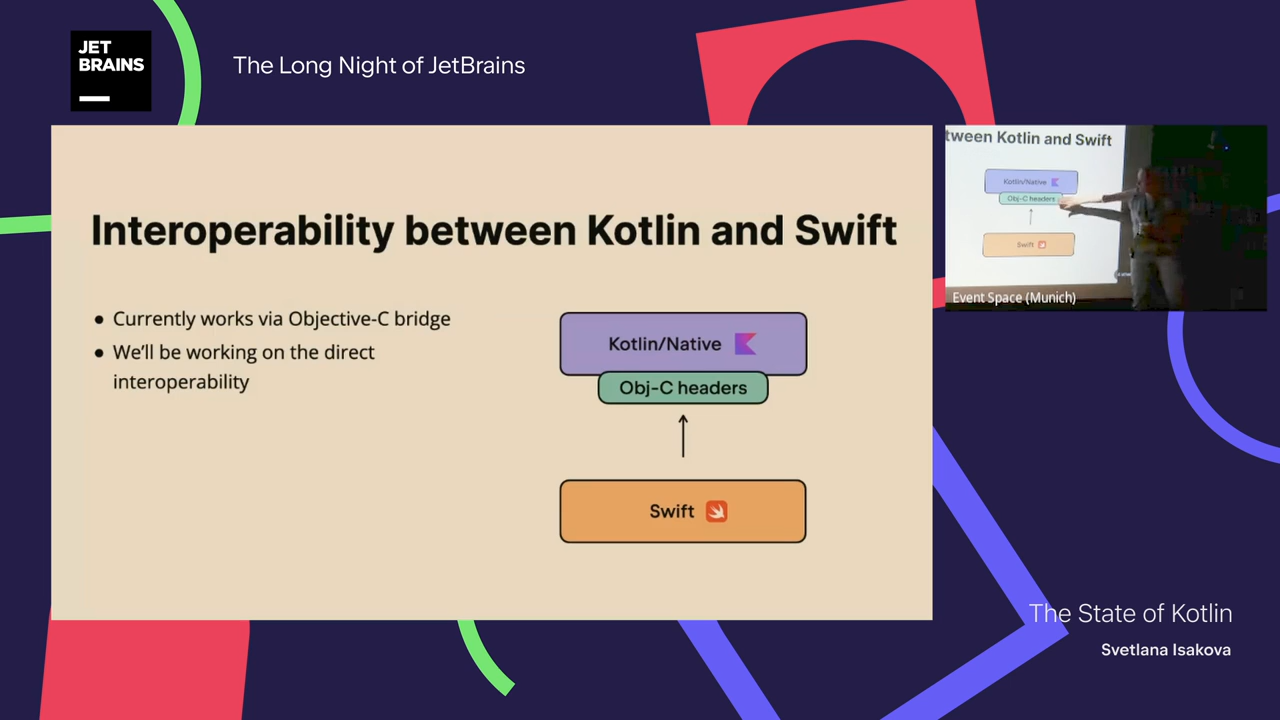 JET
BRAINS
The Long Night of JetBrains
Interoperability between Kotlin and Swift
● Currently works via Objective-C bridge
● We'll be working on the direct
interoperability
Kotlin/Native
Obj-C headers
Swift
tween Kotlin and Swift
Kotlin/Native
Obj-C headers
Swift
Event Space (Munich)
The State of Kotlin
Svetlana Isakova